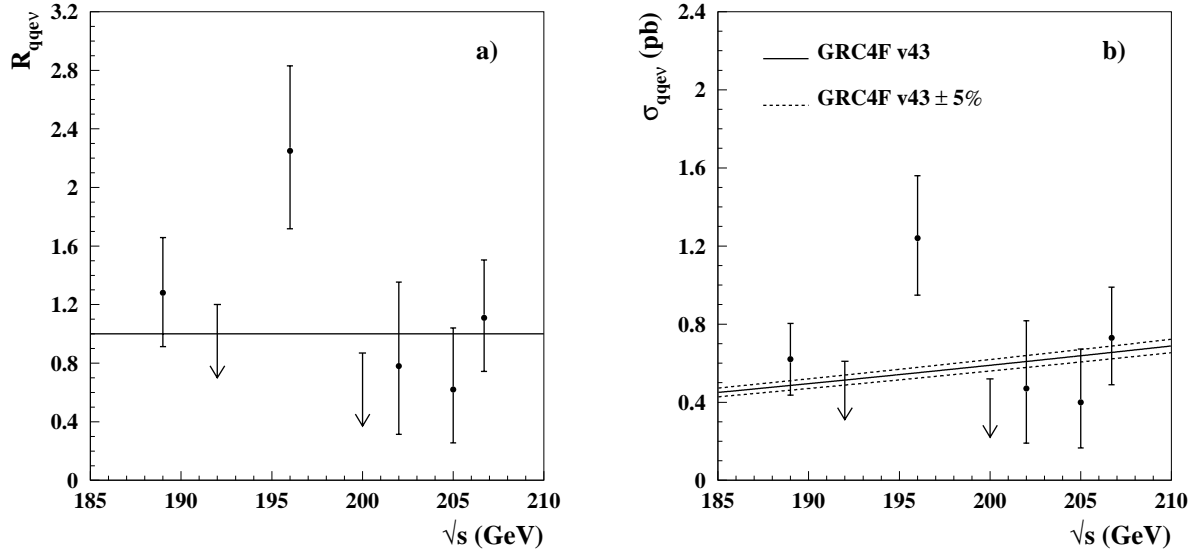 R_qqeν
3.2
2.8
2.4
2
1.6
1.2
0.8
0.4
0
185 190 195 200 205 210
√s (GeV)
a)
σ_qqeν (pb)
2.4
2
1.6
1.2
0.8
0.4
0
185 190 195 200 205 210
√s (GeV)
GRC4F v43
GRC4F v43 ± 5%
b)